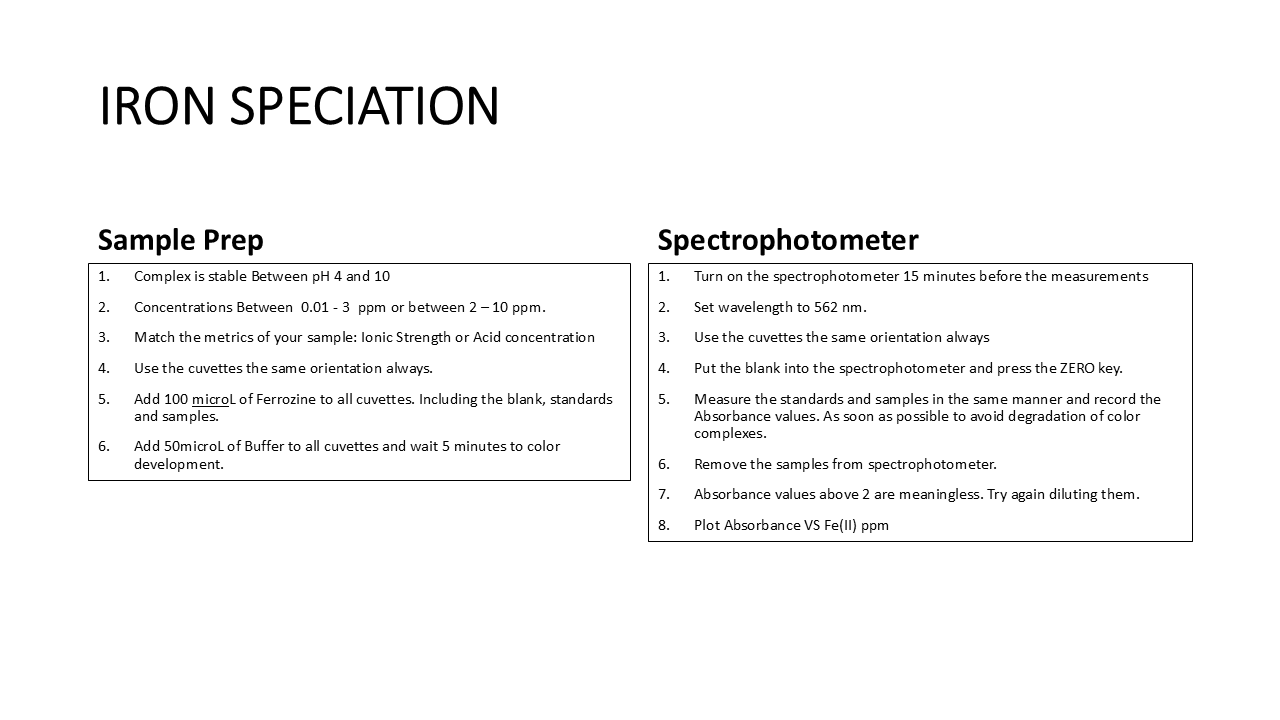 IRON SPECIATION
Sample Prep
1. Complex is stable Between pH 4 and 10
2. Concentrations Between  0.01 - 3  ppm or between 2 – 10 ppm.
3. Match the metrics of your sample: Ionic Strength or Acid concentration
4. Use the cuvettes the same orientation always.
5. Add 100 microL of Ferrozine to all cuvettes. Including the blank, standards
and samples.
6. Add 50microL of Buffer to all cuvettes and wait 5 minutes to color
development.
Spectrophotometer
1. Turn on the spectrophotometer 15 minutes before the measurements
2. Set wavelength to 562 nm.
3. Use the cuvettes the same orientation always
4. Put the blank into the spectrophotometer and press the ZERO key.
5. Measure the standards and samples in the same manner and record the
Absorbance values. As soon as possible to avoid degradation of color
complexes.
6. Remove the samples from spectrophotometer.
7. Absorbance values above 2 are meaningless. Try again diluting them.
8. Plot Absorbance VS Fe(II) ppm